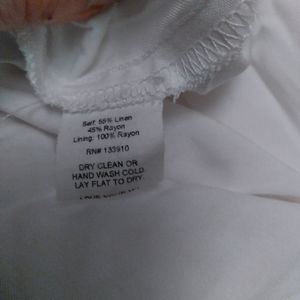 Self: 55% Linen
45% Rayon
Lining: 100% Rayon
RN# 133910
DRY CLEAN OR
HAND WASH COLD
LAY FLAT TO DRY